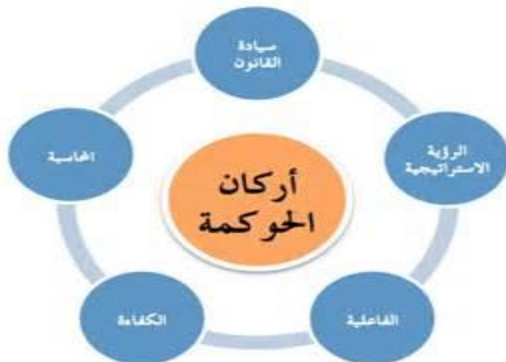 سيادة
القانون
الرؤية
الاستراتيجية
الفاعلية
الكفاءة
المحاسبة
أركان
الحوكمة